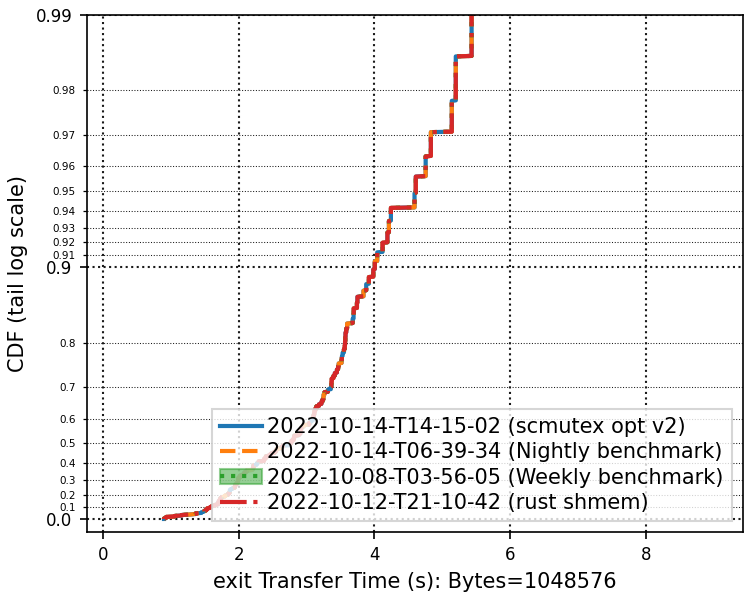 0.99
0.98
0.97
0.96
0.95
0.94
0.93
0.92
0.91
0.9
0.8
0.7
0.6
0.5
0.4
0.3
0.2
0.1
0.0
CDF (tail log scale)
2022-10-14-T14-15-02 (scmutex opt v2)
2022-10-14-T06-39-34 (Nightly benchmark)
2022-10-08-T03-56-05 (Weekly benchmark)
2022-10-12-T21-10-42 (rust shmem)
0 2 4 6 8
exit Transfer Time (s): Bytes=1048576